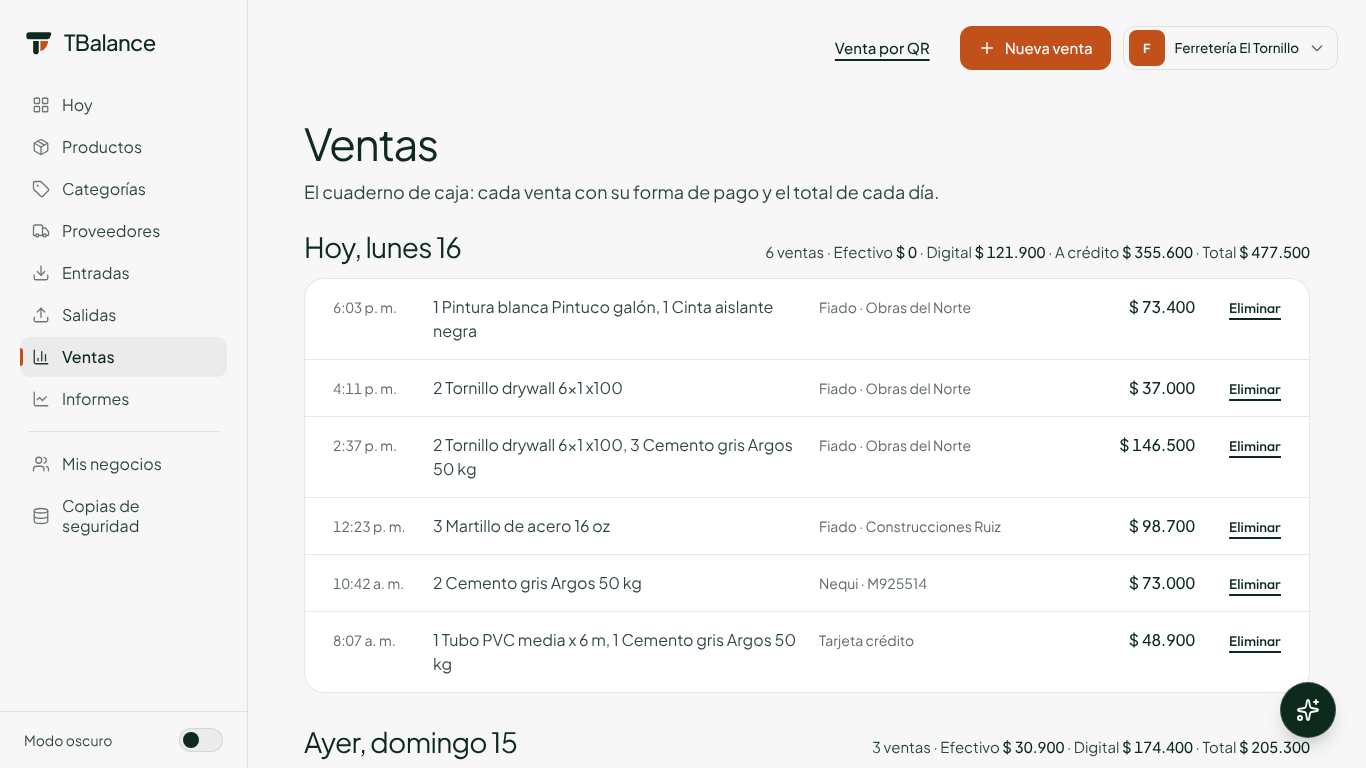 TBalance
Venta por QR
Nueva venta
F
Ferretería El Tornillo
Hoy
Productos
Categorías
Proveedores
Entradas
Salidas
Ventas
Informes
Mis negocios
Copias de
seguridad
Modo oscuro
Ventas
El cuaderno de caja: cada venta con su forma de pago y el total de cada día.
Hoy, lunes 16
6 ventas · Efectivo $ 0 · Digital $ 121.900 · A crédito $ 355.600 · Total $ 477.500
6:03 p. m.
1 Pintura blanca Pintuco galón, 1 Cinta aislante
negra
Fiado · Obras del Norte
$ 73.400
Eliminar
4:11 p. m.
2 Tornillo drywall 6×1 x100
Fiado · Obras del Norte
$ 37.000
Eliminar
2:37 p. m.
2 Tornillo drywall 6×1 x100, 3 Cemento gris Argos
50 kg
Fiado · Obras del Norte
$ 146.500
Eliminar
12:23 p. m.
3 Martillo de acero 16 oz
Fiado · Construcciones Ruiz
$ 98.700
Eliminar
10:42 a. m.
2 Cemento gris Argos 50 kg
Nequi · M925514
$ 73.000
Eliminar
8:07 a. m.
1 Tubo PVC media x 6 m, 1 Cemento gris Argos 50
kg
Tarjeta crédito
$ 48.900
Eliminar
Ayer, domingo 15
3 ventas · Efectivo $ 30.900 · Digital $ 174.400 · Total $ 205.300